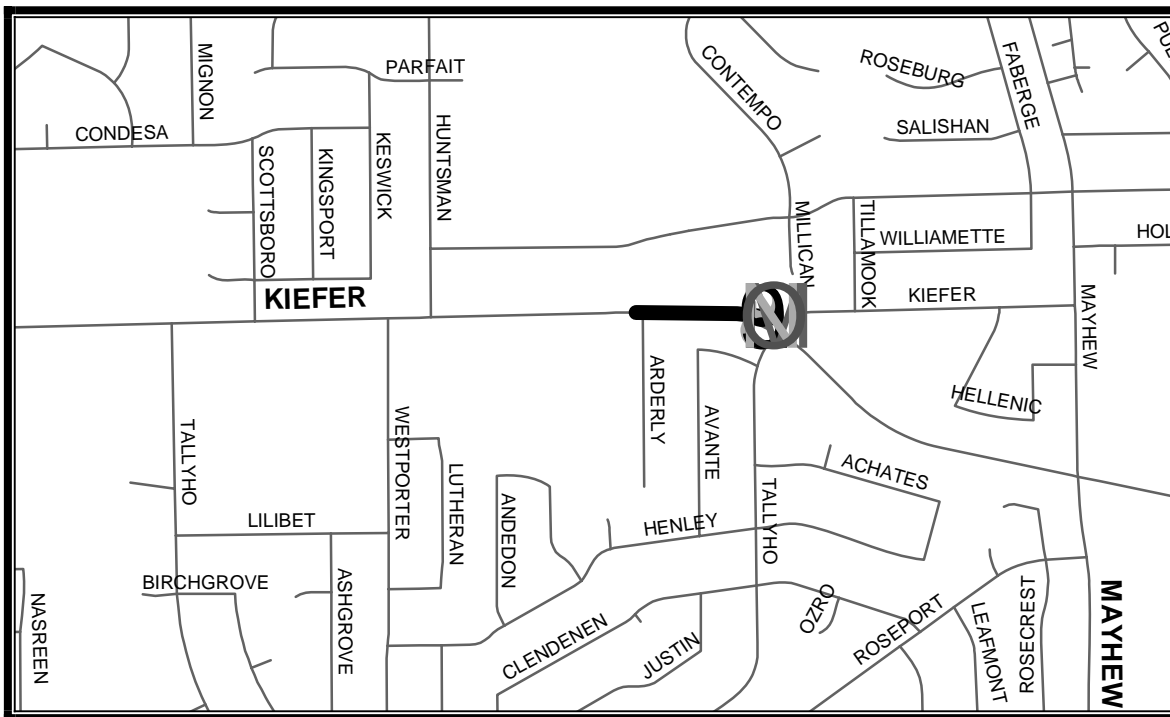 MIGNON
PARFAIT
CONTEMPO
ROSEBURG
FABERGE
CONDESA
HUNTSMAN
SALISHAN
SCOTTSBORO
KINGSPORT
KESWICK
MILLICAN
TILLAMOOK
WILLIAMETTE
HOL
KIEFER
KIEFER
MAYHEW
ARDERLY
AVANTE
HELLENIC
TALLYHO
WESTPORTER
LUTHERAN
ANDEDON
ACHATES
TALLYHO
LILIBET
HENLEY
BIRCHGROVE
ASHGROVE
NASREEN
CLENDENEN
JUSTIN
OZRO
ROSEPORT
LEAFMONT
ROSECREST
MAYHEW